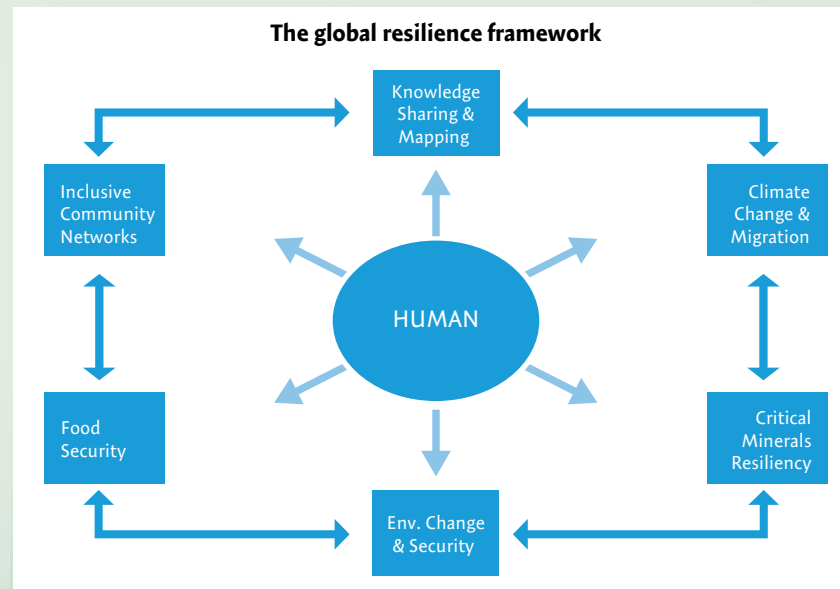 The global resilience framework
Knowledge
Sharing &
Mapping
Inclusive
Community
Networks
Climate
Change &
Migration
HUMAN
Food
Security
Critical
Minerals
Resiliency
Env. Change
& Security